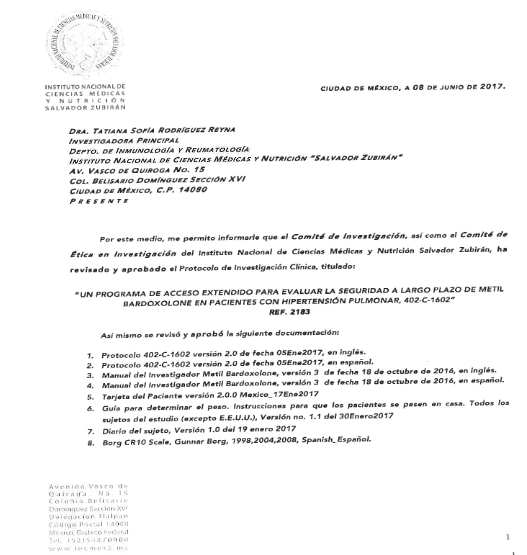 INSTITUTO NACIONAL DE
CIENCIAS MÉDICAS
Y NUTRICIÓN
SALVADOR ZUBIRÁN
CIUDAD DE MÉXICO, A 08 DE JUNIO DE 2017.
DRA. TATIANA SOFÍA RODRÍGUEZ REYNA
INVESTIGADORA PRINCIPAL
DEPTO. DE INMUNOLOGÍA Y REUMATOLOGÍA
INSTITUTO NACIONAL DE CIENCIAS MÉDICAS Y NUTRICIÓN "SALVADOR ZUBIRÁN"
AV. VASCO DE QUIROGA NO. 15
COL. BELISARIO DOMÍNGUEZ SECCIÓN XVI
CIUDAD DE MÉXICO, C.P. 14080
P R E S E N T E
Por este medio, me permito informarle que el Comité de Investigación, así como el Comité de
Ética en Investigación del Instituto Nacional de Ciencias Médicas y Nutrición Salvador Zubirán, ha
revisado y aprobado el Protocolo de Investigación Clínica, titulado:
"UN PROGRAMA DE ACCESO EXTENDIDO PARA EVALUAR LA SEGURIDAD A LARGO PLAZO DE METIL
BARDOXOLONE EN PACIENTES CON HIPERTENSIÓN PULMONAR, 402-C-1602"
REF. 2183
Así mismo se revisó y aprobó la siguiente documentación:
1. Protocolo 402-C-1602 versión 2.0 de fecha 05Ene2017, en inglés.
2. Protocolo 402-C-1602 versión 2.0 de fecha 05Ene2017, en español.
3. Manual del Investigador Metil Bardoxolone, versión 3 de fecha 18 de octubre de 2016, en inglés.
4. Manual del Investigador Metil Bardoxolone, versión 3 de fecha 18 de octubre de 2016, en español.
5. Tarjeta del Paciente versión 2.0.0 Mexico_17Ene2017
6. Guía para determinar el peso. Instrucciones para que los pacientes se pesen en casa. Todos los
sujetos del estudio (excepto E.E.U.U.), Versión no. 1.1 del 30Enero2017
7. Diario del sujeto, Versión 1.0 del 19 enero 2017
8. Borg CR10 Scale, Gunnar Borg, 1998,2004,2008, Spanish_Español.
Avenida Vasco de
Quiroga No. 15
Colonia Belisario
Domínguez Sección XVI
Delegación Tlalpan
Código Postal 14080
México, Distrito Federal
Tel. (52)54870900
www.incmnsz.mx
1